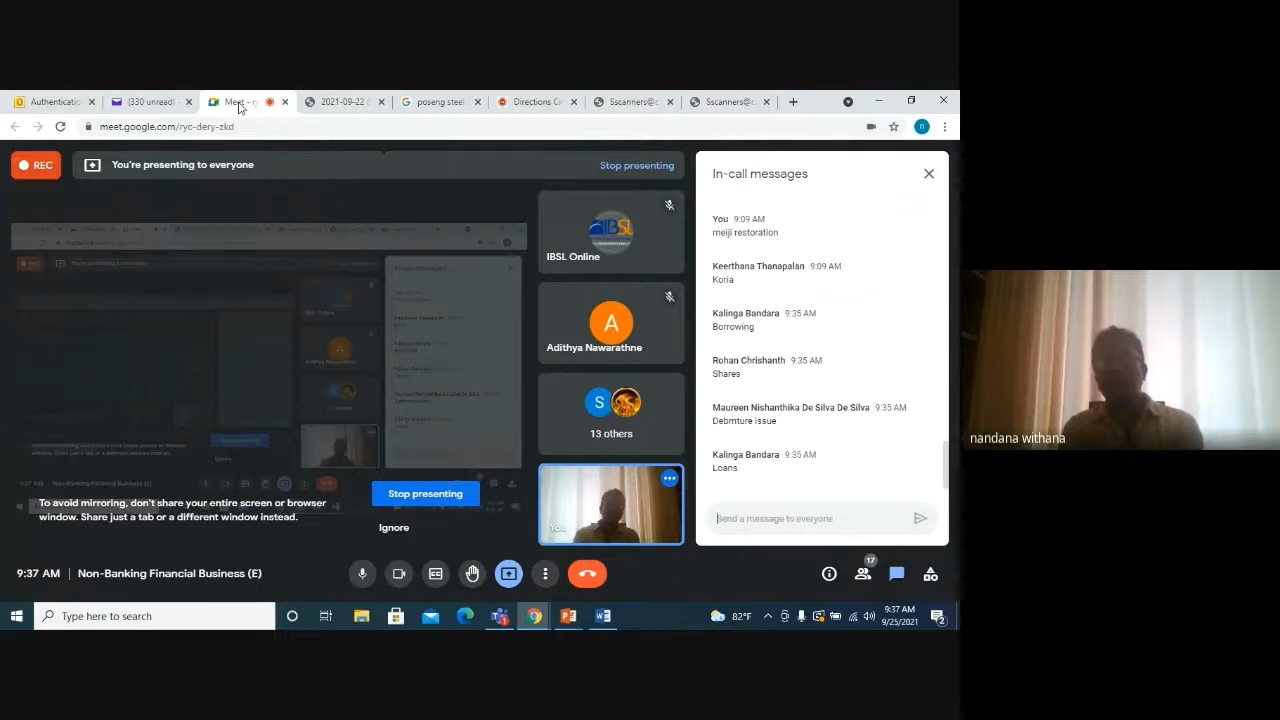 Authenticatio
(330 unread)
Meet - ry
2021-09-22 (
poseng steel
Directions Ci
Sscanners@c
Sscanners@c
meet.google.com/ryc-dery-zkd
n
REC
You're presenting to everyone
Stop presenting
In-call messages
You 9:09 AM
meiji restoration
Keerthana Thanapalan 9:09 AM
Koria
Kalinga Bandara 9:35 AM
Borrowing
Rohan Chrishanth 9:35 AM
Shares
Maureen Nishanthika De Silva De Silva 9:35 AM
Debrnture issue
Kalinga Bandara 9:35 AM
Loans
Send a message to everyone
IBSL
IBSL Online
A
Adithya Nawarathne
S
13 others
You
To avoid mirroring, don't share your entire screen or browser
window. Share just a tab or a different window instead.
Stop presenting
Ignore
nandana withana
9:37 AM | Non-Banking Financial Business (E)
17
Type here to search
82°F
9:37 AM
9/25/2021
2